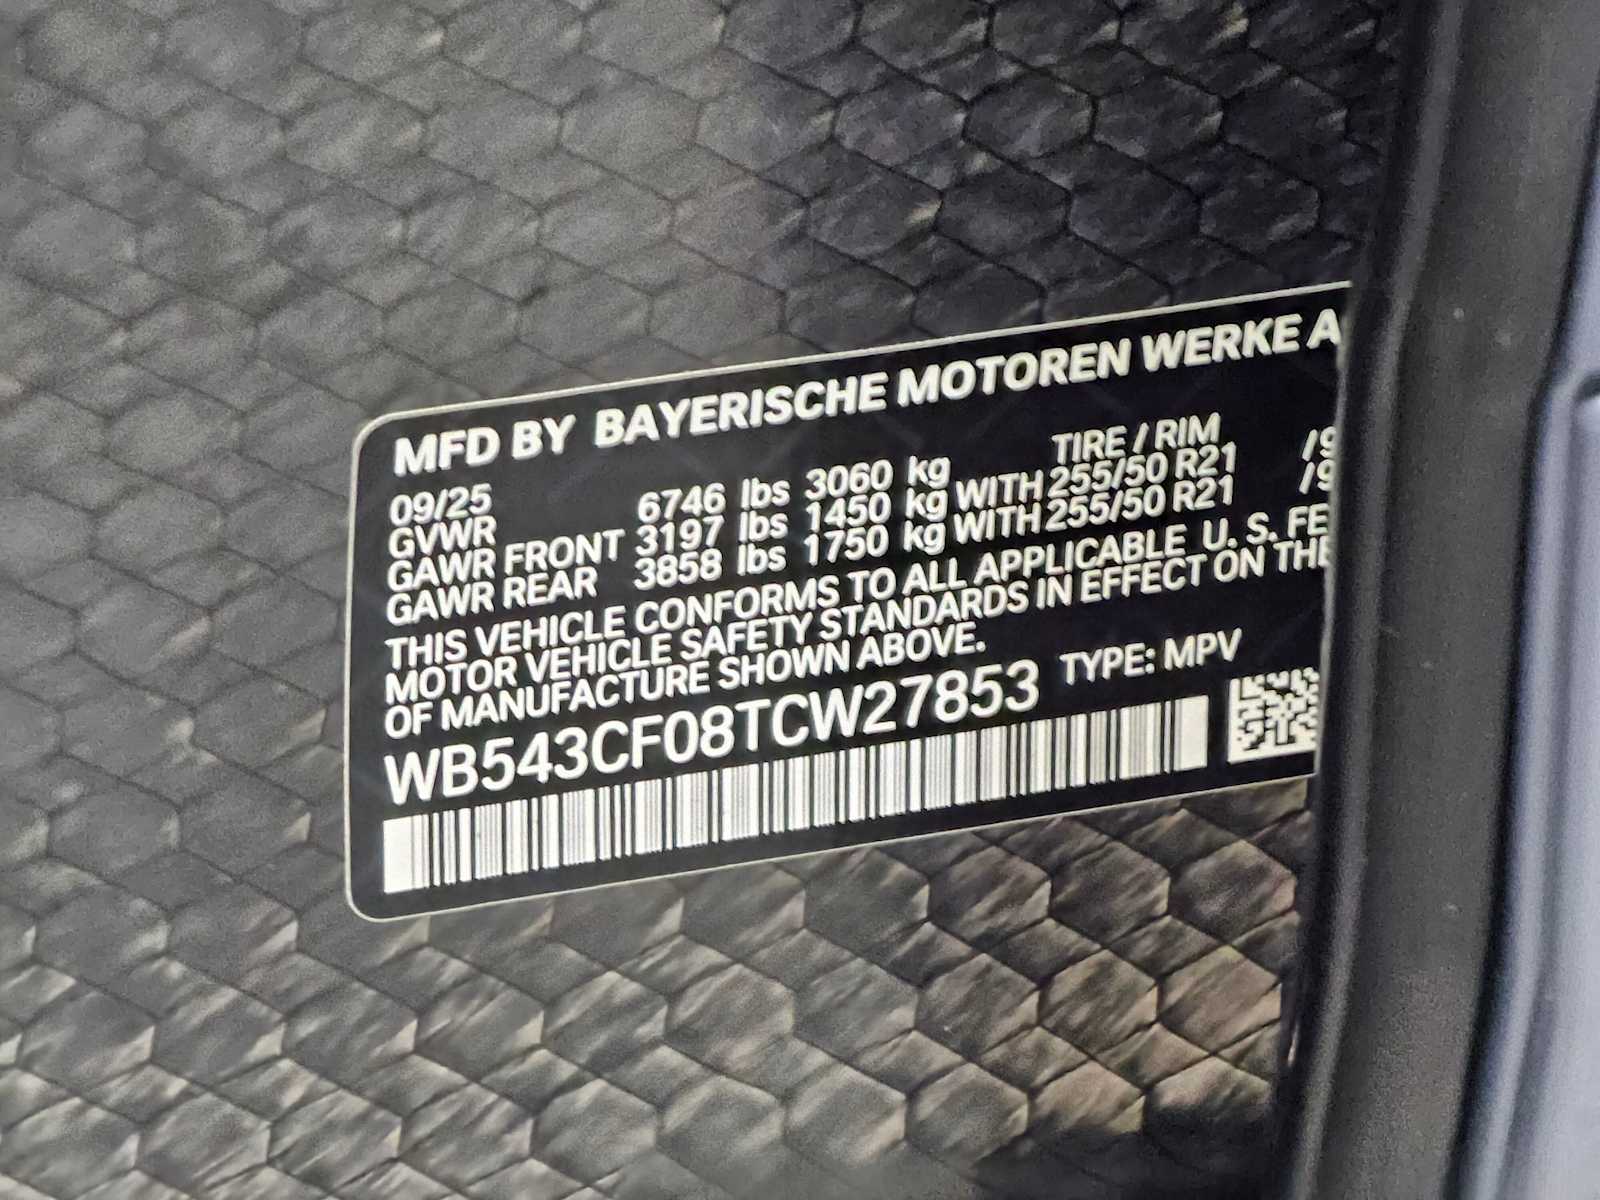 MFD BY BAYERISCHE MOTOREN WERKE A
09/25 TIRE / RIM
GVWR 6746 lbs 3060 kg
GAWR FRONT 3197 lbs 1450 kg WITH 255/50 R21 /9
GAWR REAR 3858 lbs 1750 kg WITH 255/50 R21 /9
THIS VEHICLE CONFORMS TO ALL APPLICABLE U. S. FE
MOTOR VEHICLE SAFETY STANDARDS IN EFFECT ON THE
OF MANUFACTURE SHOWN ABOVE.
WB543CF08TCW27853 TYPE: MPV